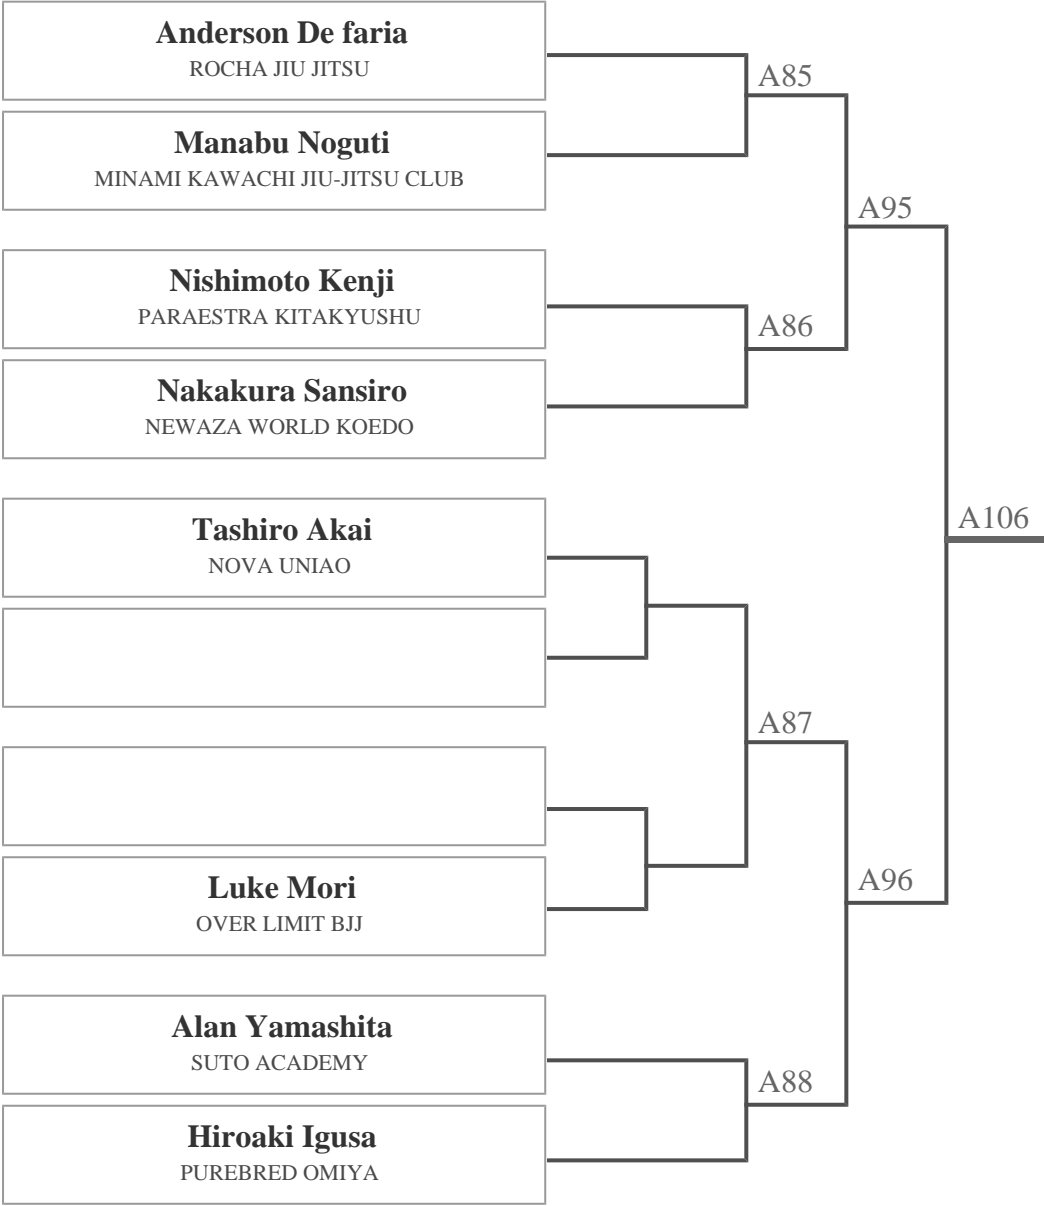 Anderson De faria
ROCHA JIU JITSU
A85
Manabu Noguti
MINAMI KAWACHI JIU-JITSU CLUB
A95
Nishimoto Kenji
PARAESTRA KITAKYUSHU
A86
Nakakura Sansiro
NEWAZA WORLD KOEDO
Tashiro Akai
NOVA UNIAO
A106
A87
Luke Mori
OVER LIMIT BJJ
A96
Alan Yamashita
SUTO ACADEMY
A88
Hiroaki Igusa
PUREBRED OMIYA